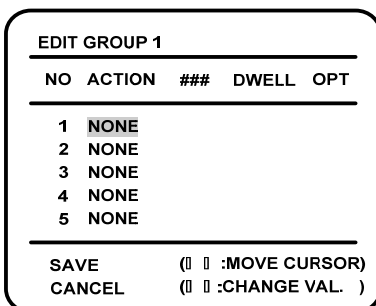 EDIT GROUP 1
NO ACTION ### DWELL OPT
1 NONE
2 NONE
3 NONE
4 NONE
5 NONE
SAVE (▯ ▯ :MOVE CURSOR)
CANCEL (▯ ▯ :CHANGE VAL. )